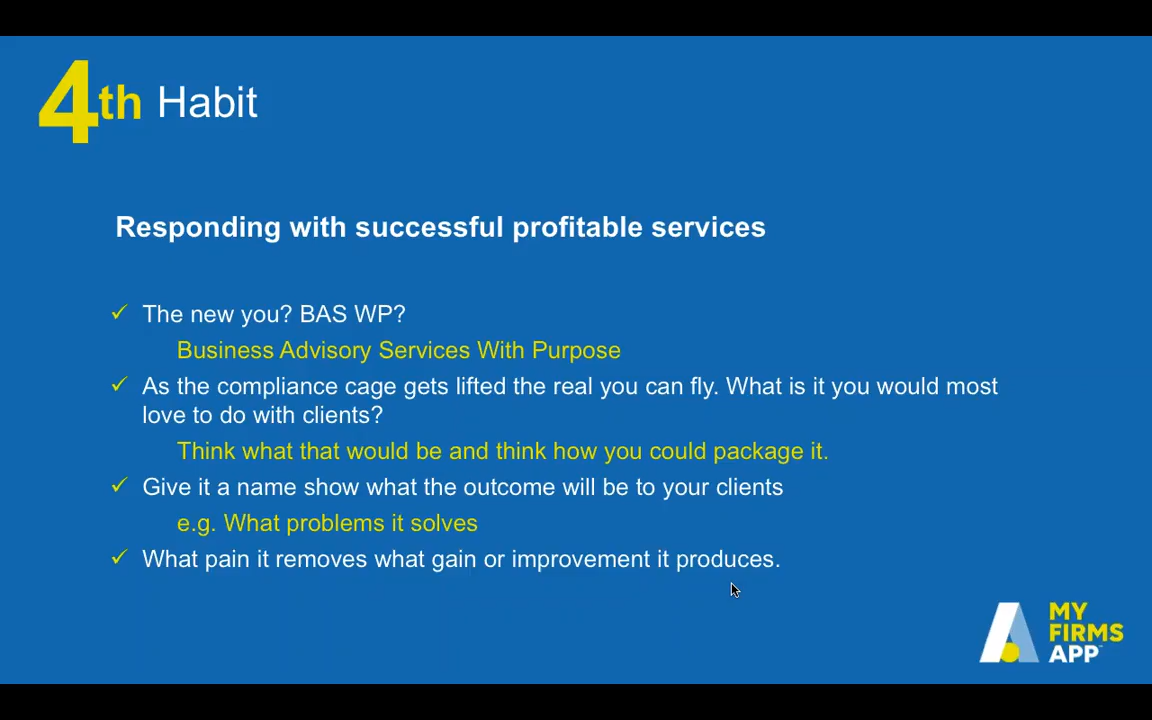 4th Habit
Responding with successful profitable services
✓ The new you? BAS WP?
Business Advisory Services With Purpose
✓ As the compliance cage gets lifted the real you can fly. What is it you would most
love to do with clients?
Think what that would be and think how you could package it.
✓ Give it a name show what the outcome will be to your clients
e.g. What problems it solves
✓ What pain it removes what gain or improvement it produces.
MY
FIRMS
APP